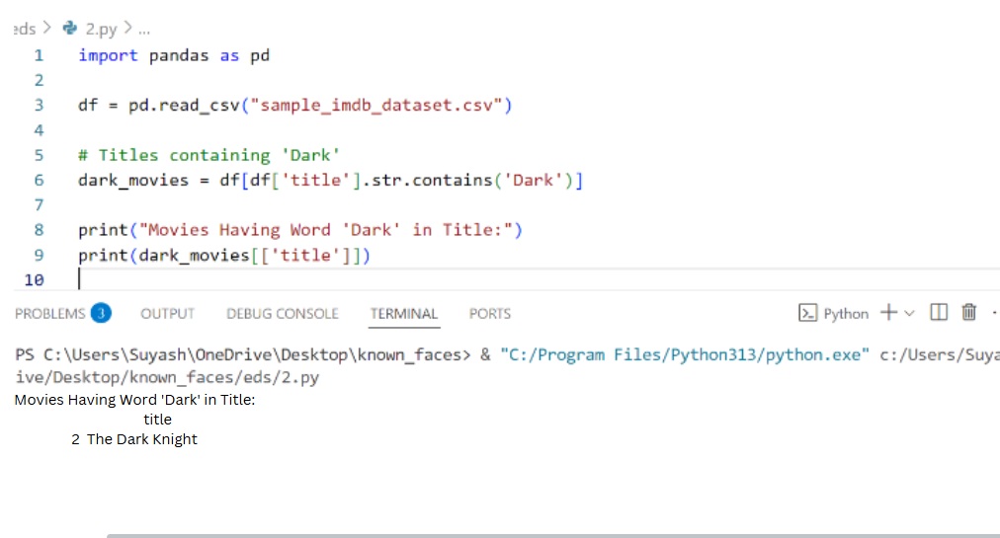 eds > 2.py > ...
1 import pandas as pd
2
3 df = pd.read_csv("sample_imdb_dataset.csv")
4
5 # Titles containing 'Dark'
6 dark_movies = df[df['title'].str.contains('Dark')]
7
8 print("Movies Having Word 'Dark' in Title:")
9 print(dark_movies[['title']])
10
PROBLEMS 3 OUTPUT DEBUG CONSOLE TERMINAL PORTS Python
PS C:\Users\Suyash\OneDrive\Desktop\known_faces> & "C:/Program Files/Python313/python.exe" c:/Users/Suya
ive/Desktop/known_faces/eds/2.py
Movies Having Word 'Dark' in Title:
title
2 The Dark Knight